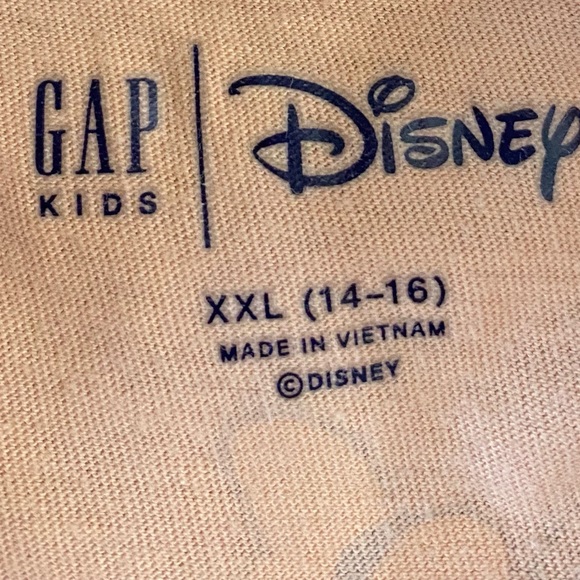 GAP
KIDS
DISNEY
XXL (14-16)
MADE IN VIETNAM
©DISNEY